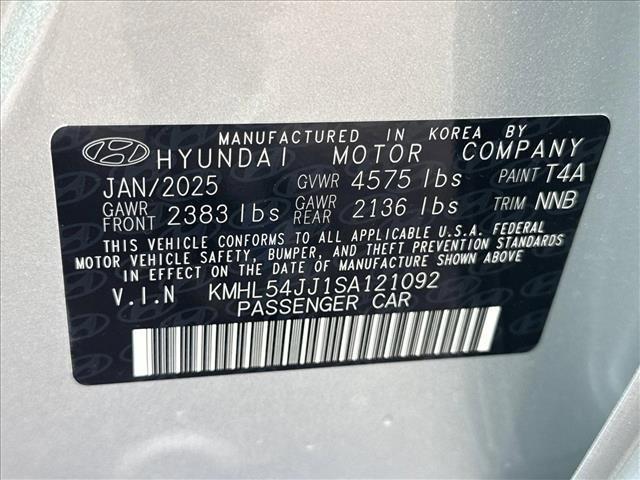 MANUFACTURED IN KOREA BY
HYUNDAI MOTOR COMPANY
JAN/2025 GVWR 4575 lbs PAINT T4A
GAWR FRONT 2383 lbs GAWR REAR 2136 lbs TRIM NNB
THIS VEHICLE CONFORMS TO ALL APPLICABLE U.S.A. FEDERAL
MOTOR VEHICLE SAFETY, BUMPER, AND THEFT PREVENTION STANDARDS
IN EFFECT ON THE DATE OF MANUFACTURE SHOWN ABOVE.
V.I.N KMHL54JJ1SA121092
PASSENGER CAR